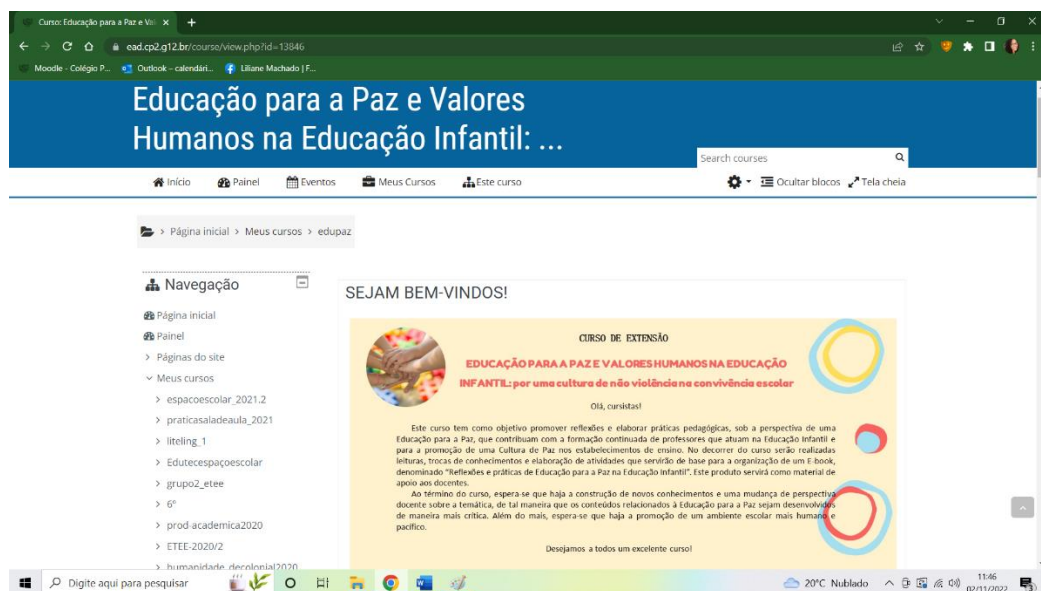 Curso: Educação para a Paz e Val
ead.cp2.g12.br/course/view.php?id=13846
Moodle - Colégio P... Outlook – calendári... Liliane Machado | F...
Educação para a Paz e Valores
Humanos na Educação Infantil: ...
Search courses
Início Painel Eventos Meus Cursos Este curso Ocultar blocos Tela cheia
> Página inicial > Meus cursos > edupaz
Navegação
Página inicial
Painel
> Páginas do site
Meus cursos
> espacoescolar_2021.2
> praticasaladeaula_2021
> liteling_1
> Edutecespaçoescolar
> grupo2_etee
> 6º
> prod-academica2020
> ETEE-2020/2
> humanidade_decolonial2020
SEJAM BEM-VINDOS!
CURSO DE EXTENSÃO
EDUCAÇÃO PARA A PAZ E VALORES HUMANOS NA EDUCAÇÃO
INFANTIL: por uma cultura de não violência na convivência escolar
Olá, cursistas!
Este curso tem como objetivo promover reflexões e elaborar práticas pedagógicas, sob a perspectiva de uma
Educação para a Paz, que contribuam com a formação continuada de professores que atuam na Educação Infantil e
para a promoção de uma Cultura de Paz nos estabelecimentos de ensino. No decorrer do curso serão realizadas
leituras, trocas de conhecimentos e elaboração de atividades que servirão de base para a organização de um E-book,
denominado "Reflexões e práticas de Educação para a Paz na Educação Infantil". Este produto servirá como material de
apoio aos docentes.
Ao término do curso, espera-se que haja a construção de novos conhecimentos e uma mudança de perspectiva
docente sobre a temática, de tal maneira que os conteúdos relacionados à Educação para a Paz sejam desenvolvidos
de maneira mais crítica. Além do mais, espera-se que haja a promoção de um ambiente escolar mais humano e
pacífico.
Desejamos a todos um excelente curso!
Digite aqui para pesquisar
20°C Nublado
11:46
02/11/2022